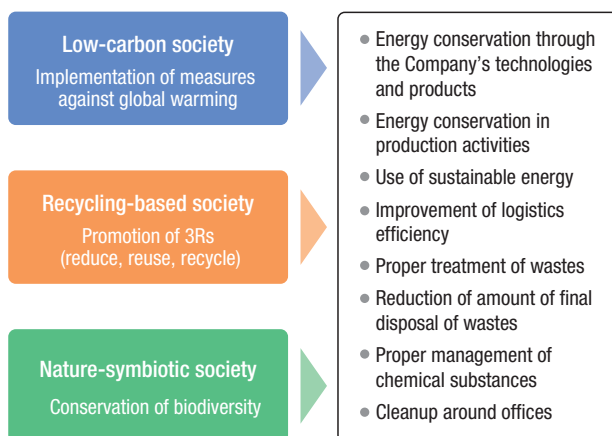 Low-carbon society
Implementation of measures
against global warming
Recycling-based society
Promotion of 3Rs
(reduce, reuse, recycle)
Nature-symbiotic society
Conservation of biodiversity
Energy conservation through
the Company's technologies
and products
Energy conservation in
production activities
Use of sustainable energy
Improvement of logistics
efficiency
Proper treatment of wastes
Reduction of amount of final
disposal of wastes
Proper management of
chemical substances
Cleanup around offices